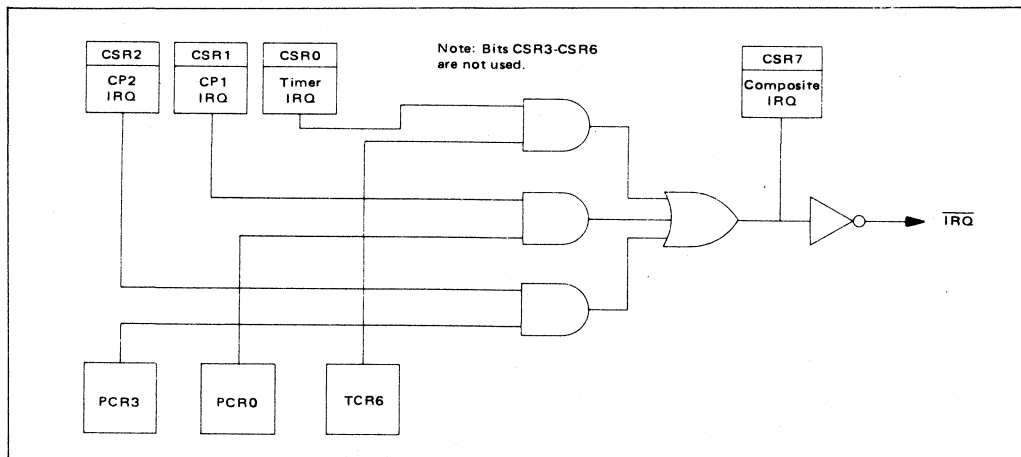 CSR2
CP2
IRQ
CSR1
CP1
IRQ
CSR0
Timer
IRQ
Note: Bits CSR3-CSR6
are not used.
CSR7
Composite
IRQ
IRQ
PCR3
PCR0
TCR6